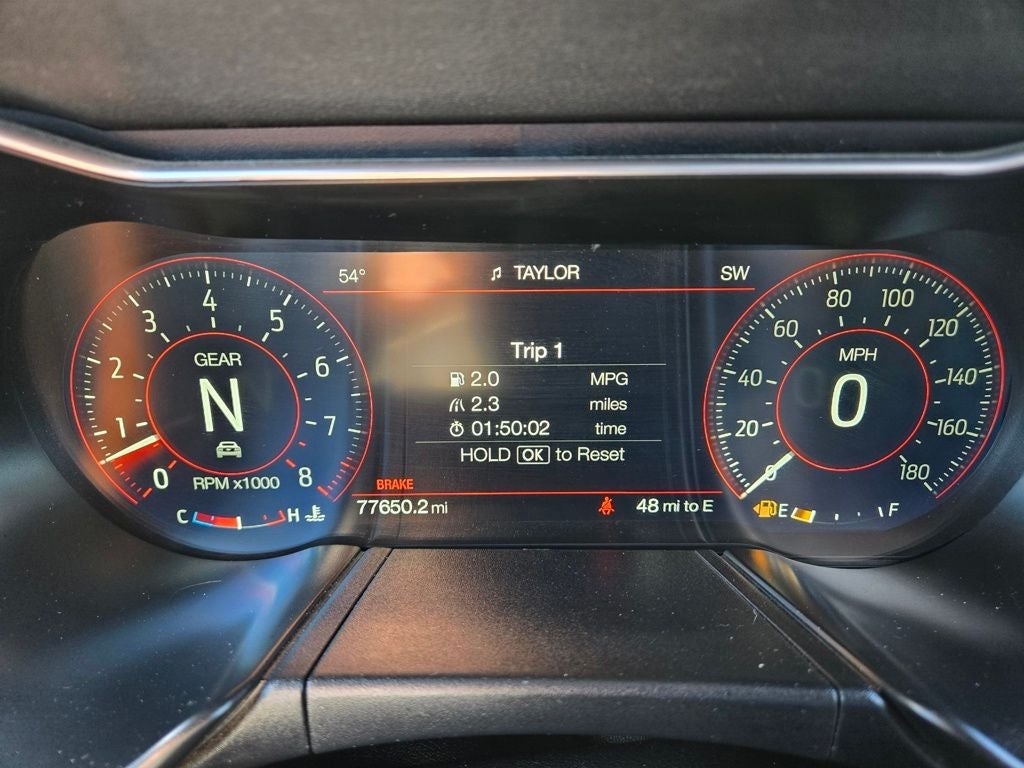 54° TAYLOR SW
0 1 2 3 4 5 6 7 8
GEAR
N
RPM x1000
C H
Trip 1
2.0 MPG
2.3 miles
01:50:02 time
HOLD OK to Reset
BRAKE
77650.2 mi 48 mi to E
0 20 40 60 80 100 120 140 160 180
MPH
0
E F